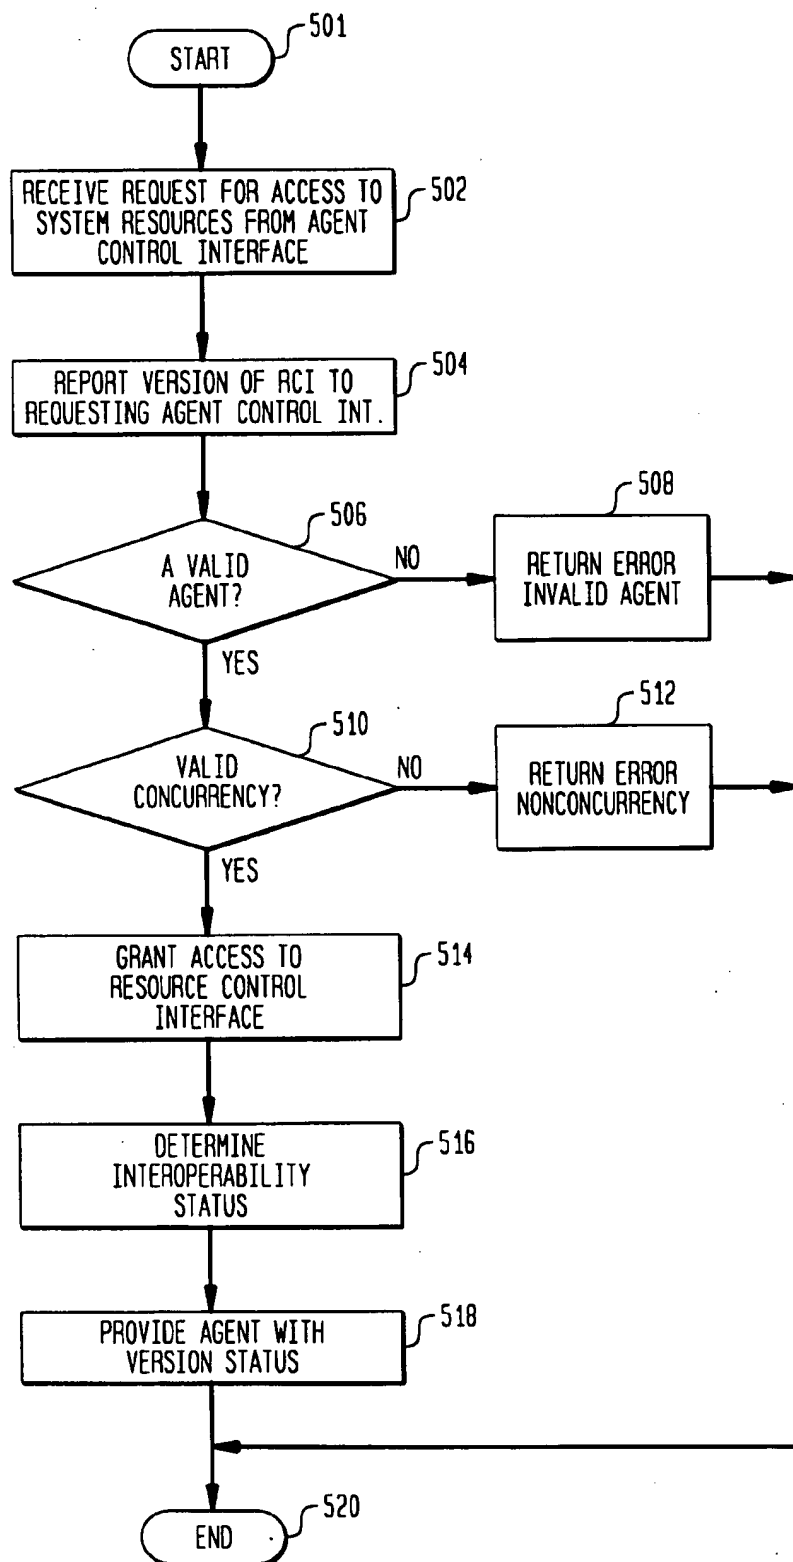 501
START
502
RECEIVE REQUEST FOR ACCESS TO
SYSTEM RESOURCES FROM AGENT
CONTROL INTERFACE
504
REPORT VERSION OF RCI TO
REQUESTING AGENT CONTROL INT.
506
A VALID
AGENT?
NO
508
RETURN ERROR
INVALID AGENT
YES
510
VALID
CONCURRENCY?
NO
512
RETURN ERROR
NONCONCURRENCY
YES
514
GRANT ACCESS TO
RESOURCE CONTROL
INTERFACE
516
DETERMINE
INTEROPERABILITY
STATUS
518
PROVIDE AGENT WITH
VERSION STATUS
520
END